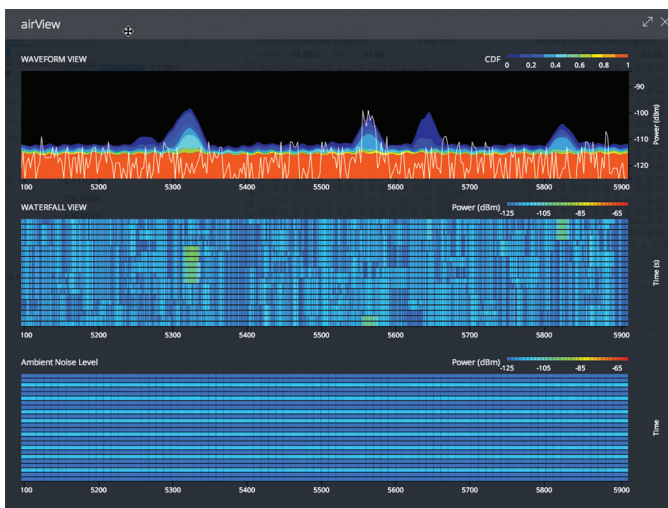 airView
WAVEFORM VIEW
CDF 0 0.2 0.4 0.6 0.8 1
-90
-100
-110
-120
Power (dBm)
100 5200 5300 5400 5500 5600 5700 5800 5900
WATERFALL VIEW
Power (dBm) -125 -105 -85 -65
Time (s)
100 5200 5300 5400 5500 5600 5700 5800 5900
Ambient Noise Level
Power (dBm) -125 -105 -85 -65
Time
100 5200 5300 5400 5500 5600 5700 5800 5900